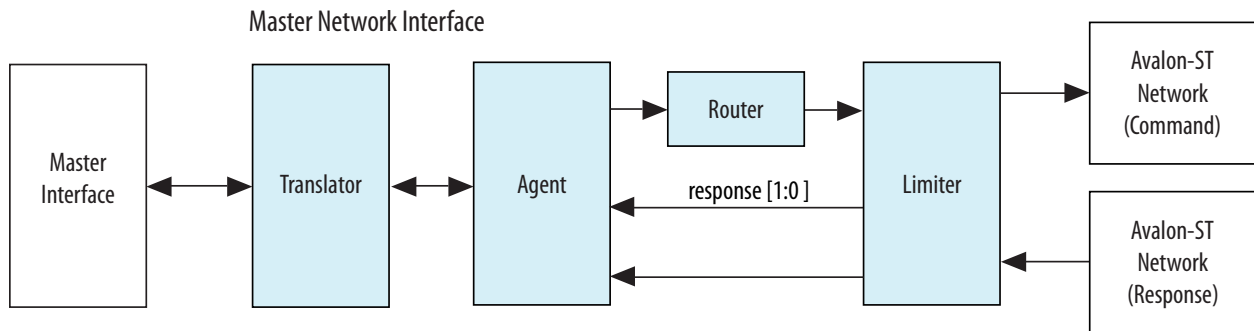 Master Network Interface
Master
Interface
Translator
Agent
Router
response [1:0 ]
Limiter
Avalon-ST
Network
(Command)
Avalon-ST
Network
(Response)